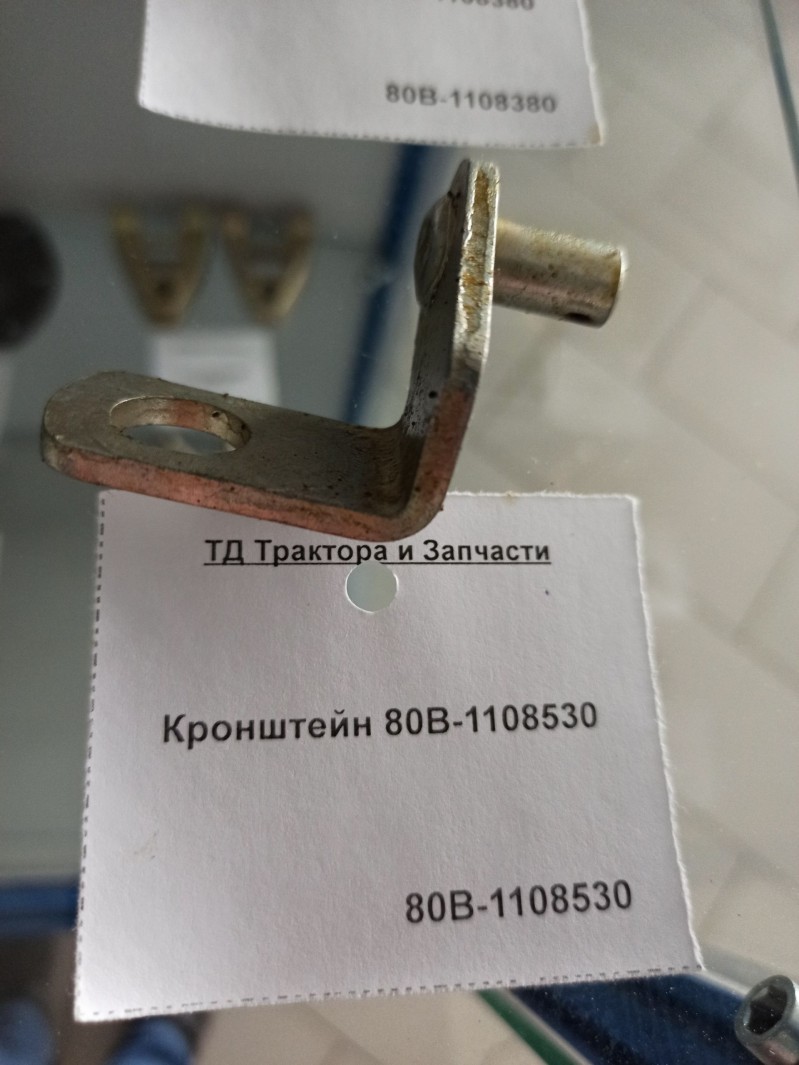 80В-1108380
ТД Трактора и Запчасти
Кронштейн 80В-1108530
80В-1108530